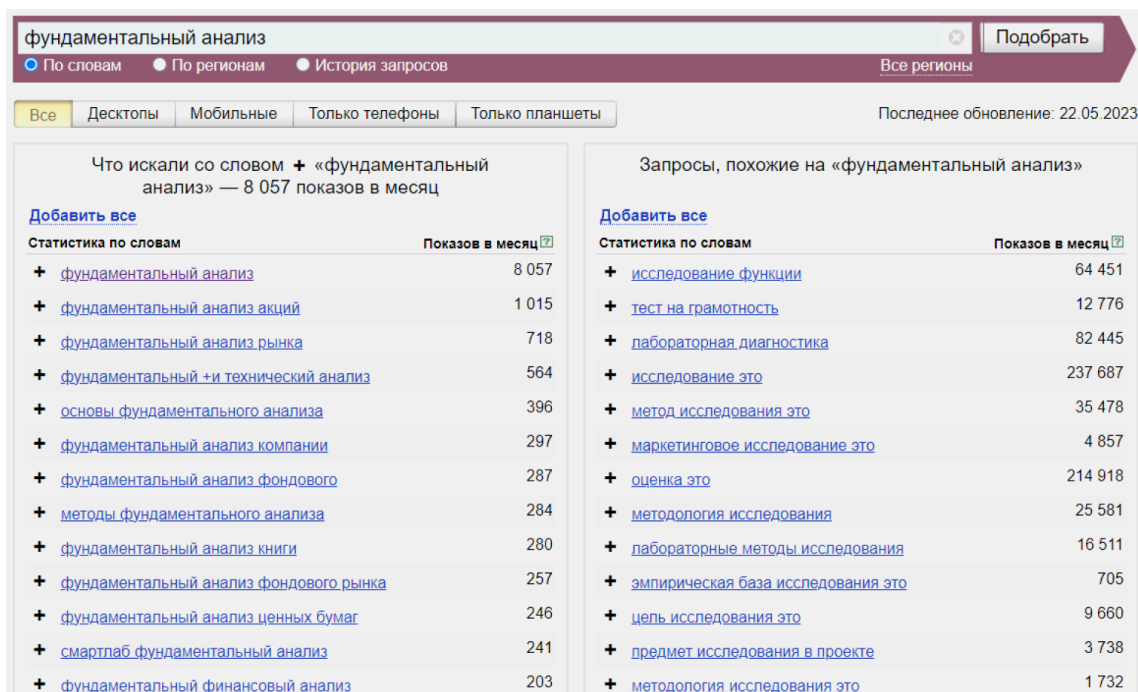 фундаментальный анализ
Подобрать
По словам По регионам История запросов Все регионы
Все Десктопы Мобильные Только телефоны Только планшеты Последнее обновление: 22.05.2023
Что искали со словом + «фундаментальный
анализ» — 8 057 показов в месяц
Добавить все
Статистика по словам Показов в месяц ?
+ фундаментальный анализ 8 057
+ фундаментальный анализ акций 1 015
+ фундаментальный анализ рынка 718
+ фундаментальный +и технический анализ 564
+ основы фундаментального анализа 396
+ фундаментальный анализ компании 297
+ фундаментальный анализ фондового 287
+ методы фундаментального анализа 284
+ фундаментальный анализ книги 280
+ фундаментальный анализ фондового рынка 257
+ фундаментальный анализ ценных бумаг 246
+ смартлаб фундаментальный анализ 241
+ фундаментальный финансовый анализ 203
Запросы, похожие на «фундаментальный анализ»
Добавить все
Статистика по словам Показов в месяц ?
+ исследование функции 64 451
+ тест на грамотность 12 776
+ лабораторная диагностика 82 445
+ исследование это 237 687
+ метод исследования это 35 478
+ маркетинговое исследование это 4 857
+ оценка это 214 918
+ методология исследования 25 581
+ лабораторные методы исследования 16 511
+ эмпирическая база исследования это 705
+ цель исследования это 9 660
+ предмет исследования в проекте 3 738
+ методология исследования это 1 732